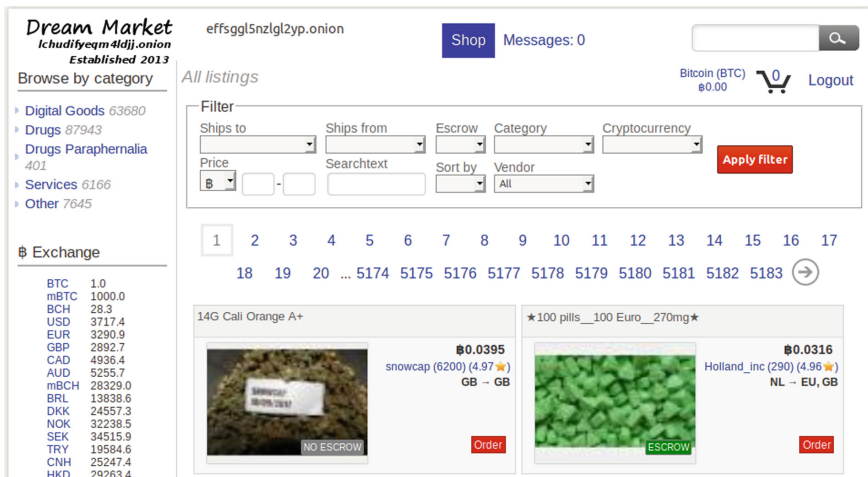 Dream Market
lchudifyeqm4ldjj.onion
Established 2013
effsggl5nzlgl2yp.onion
Shop
Messages: 0
Browse by category
All listings
Bitcoin (BTC)
฿0.00
0
Logout
Digital Goods 63680
Drugs 87943
Drugs Paraphernalia
401
Services 6166
Other 7645
Filter
Ships to
Ships from
Escrow
Category
Cryptocurrency
Price
Searchtext
Sort by
Vendor
฿
-
All
Apply filter
฿ Exchange
BTC 1.0
mBTC 1000.0
BCH 28.3
USD 3717.4
EUR 3290.9
GBP 2892.7
CAD 4936.4
AUD 5255.7
mBCH 28329.0
BRL 13838.6
DKK 24557.3
NOK 32238.5
SEK 34515.9
TRY 19584.6
CNH 25247.4
HKD 29263.4
1 2 3 4 5 6 7 8 9 10 11 12 13 14 15 16 17
18 19 20 ... 5174 5175 5176 5177 5178 5179 5180 5181 5182 5183
14G Cali Orange A+
฿0.0395
snowcap (6200) (4.97⭐)
GB → GB
SNOWCAP
NO ESCROW
Order
★100 pills__100 Euro__270mg★
฿0.0316
Holland_inc (290) (4.96⭐)
NL → EU, GB
ESCROW
Order